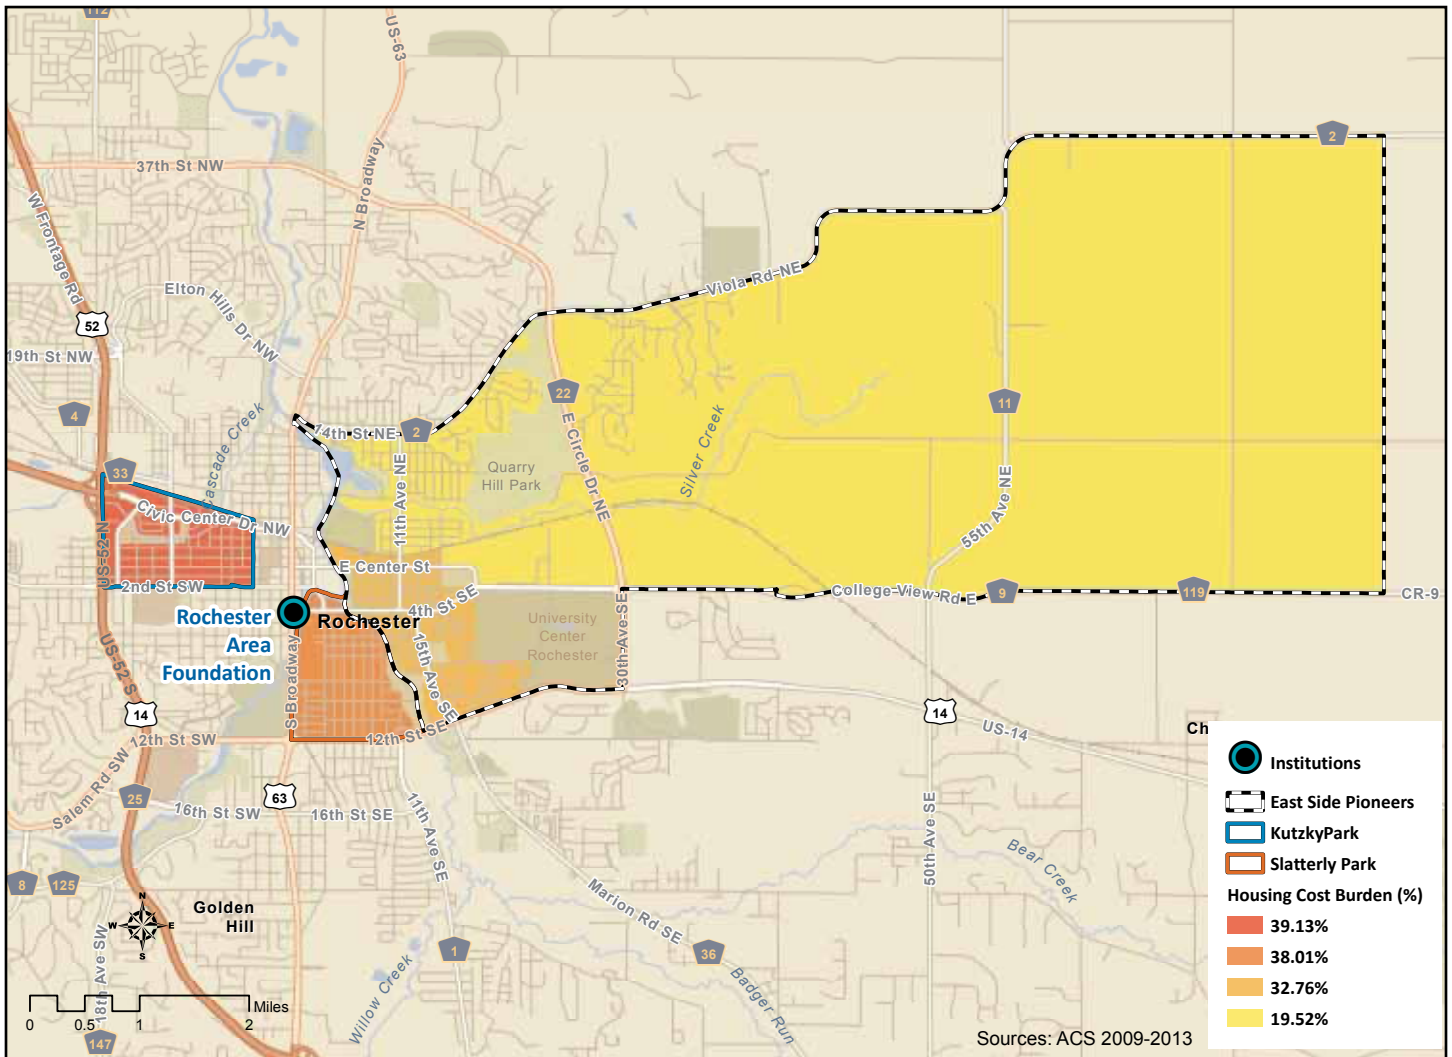 112
US-63
37th St NW
N Broadway
2
W Frontage Rd
Viola Rd NE
Elton Hills Dr NW
52
19th St NW
4
22
11
14th St NE
2
Cascade Creek
E Circle Dr NE
Silver Creek
11th Ave NE
Quarry
Hill Park
33
Civic Center Dr NW
55th Ave NE
US-52 N
E Center St
2nd St SW
4th St SE
College View Rd E
9
119
CR-9
Rochester
Area
Foundation
Rochester
University
Center
Rochester
30th Ave SE
15th Ave SE
US-52 S
S Broadway
14
12th St SW
12th St SE
14
US-14
Ch
Salem Rd SW
25
63
16th St SW
16th St SE
11th Ave SE
50th Ave SE
Bear Creek
8
125
Marion Rd SE
Golden
Hill
N
W
E
S
18th Ave SW
1
36
Willow Creek
Badger Run
Miles
0
0.5
1
2
147
Institutions
East Side Pioneers
KutzkyPark
Slatterly Park
Housing Cost Burden (%)
39.13%
38.01%
32.76%
19.52%
Sources: ACS 2009-2013